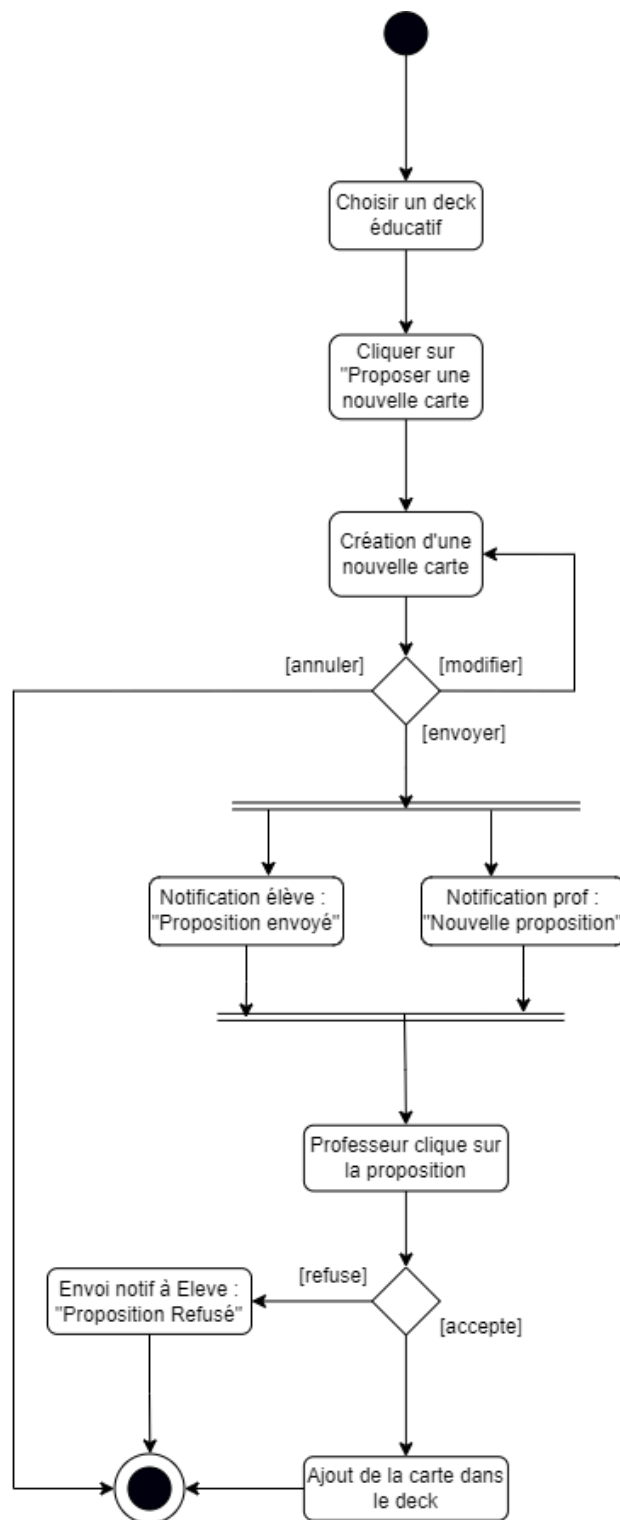 Choisir un deck
éducatif
Cliquer sur
"Proposer une
nouvelle carte
Création d'une
nouvelle carte
[annuler]
[modifier]
[envoyer]
Notification élève :
"Proposition envoyé"
Notification prof :
"Nouvelle proposition"
Professeur clique sur
la proposition
[refuse]
Envoi notif à Eleve :
"Proposition Refusé"
[accepte]
Ajout de la carte dans
le deck